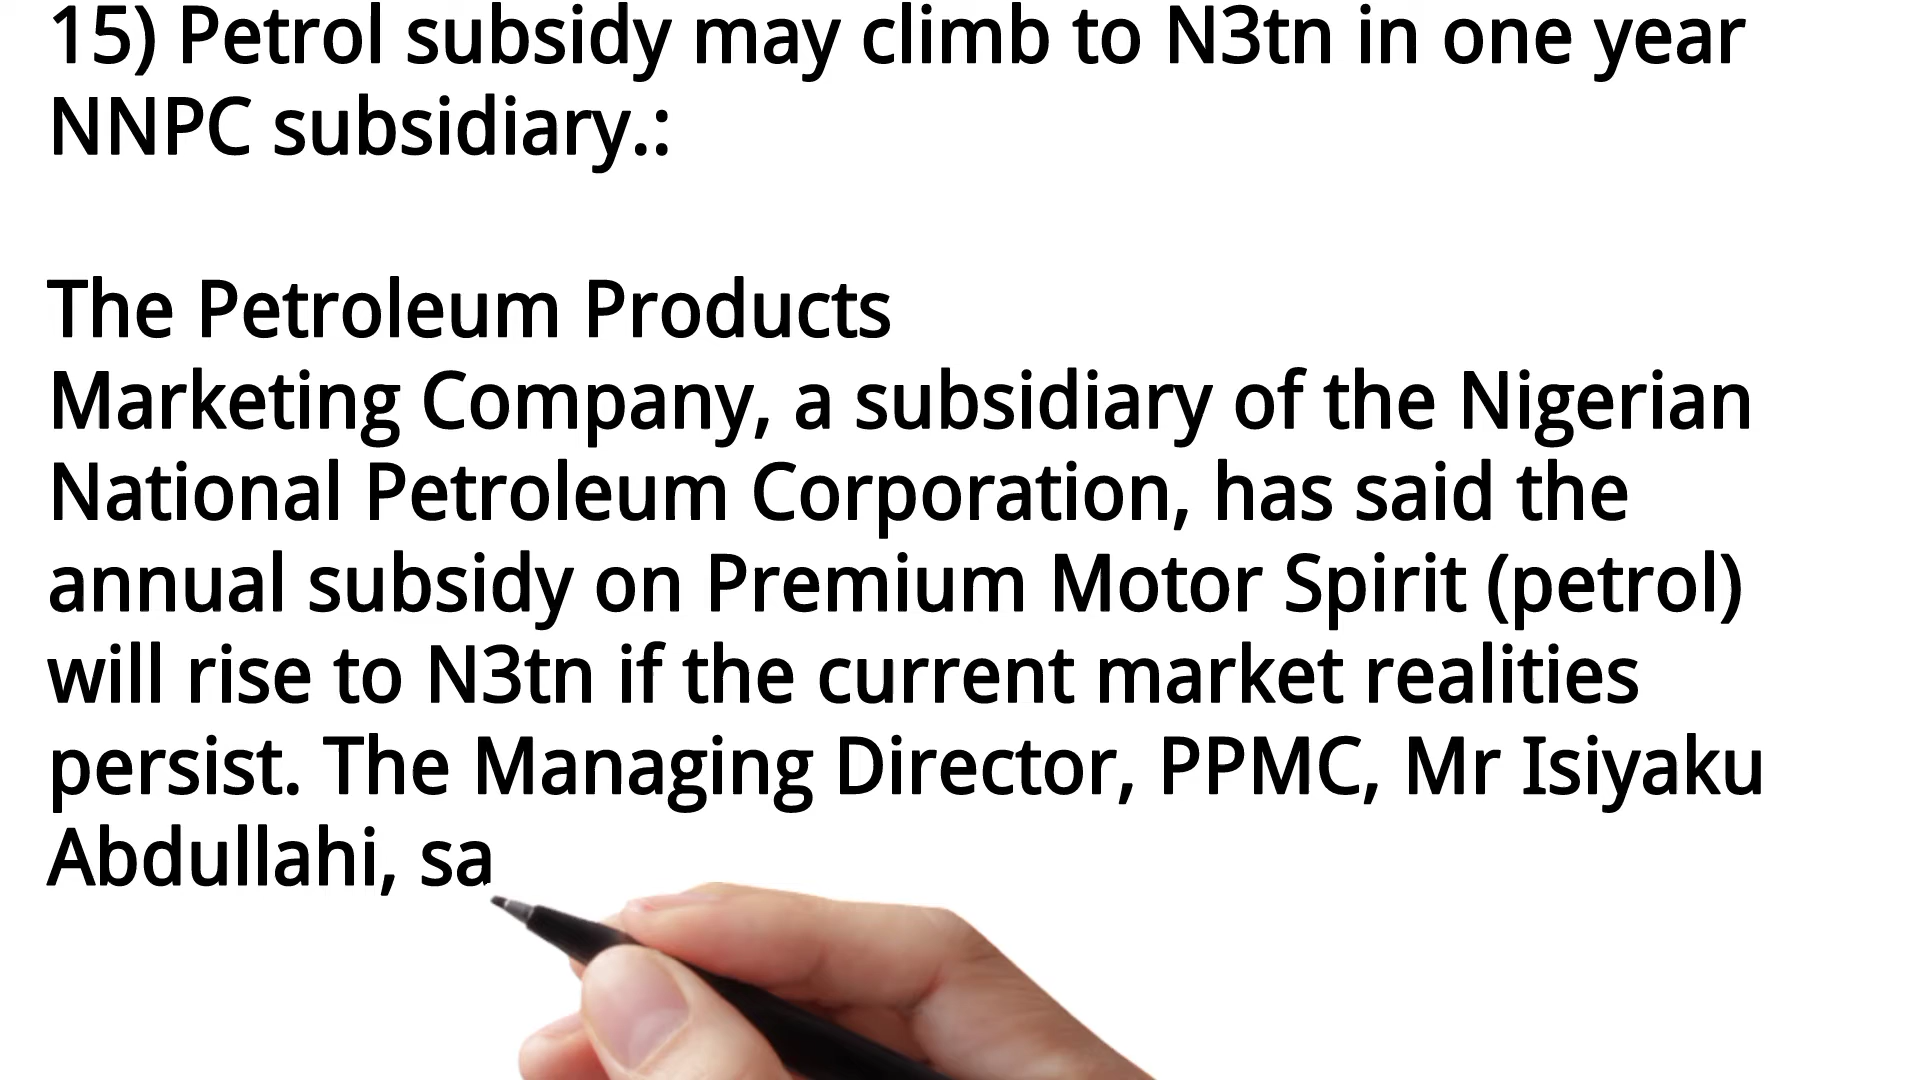 15) Petrol subsidy may climb to N3tn in one year
NNPC subsidiary.:
The Petroleum Products
Marketing Company, a subsidiary of the Nigerian
National Petroleum Corporation, has said the
annual subsidy on Premium Motor Spirit (petrol)
will rise to N3tn if the current market realities
persist. The Managing Director, PPMC, Mr Isiyaku
Abdullahi, sa